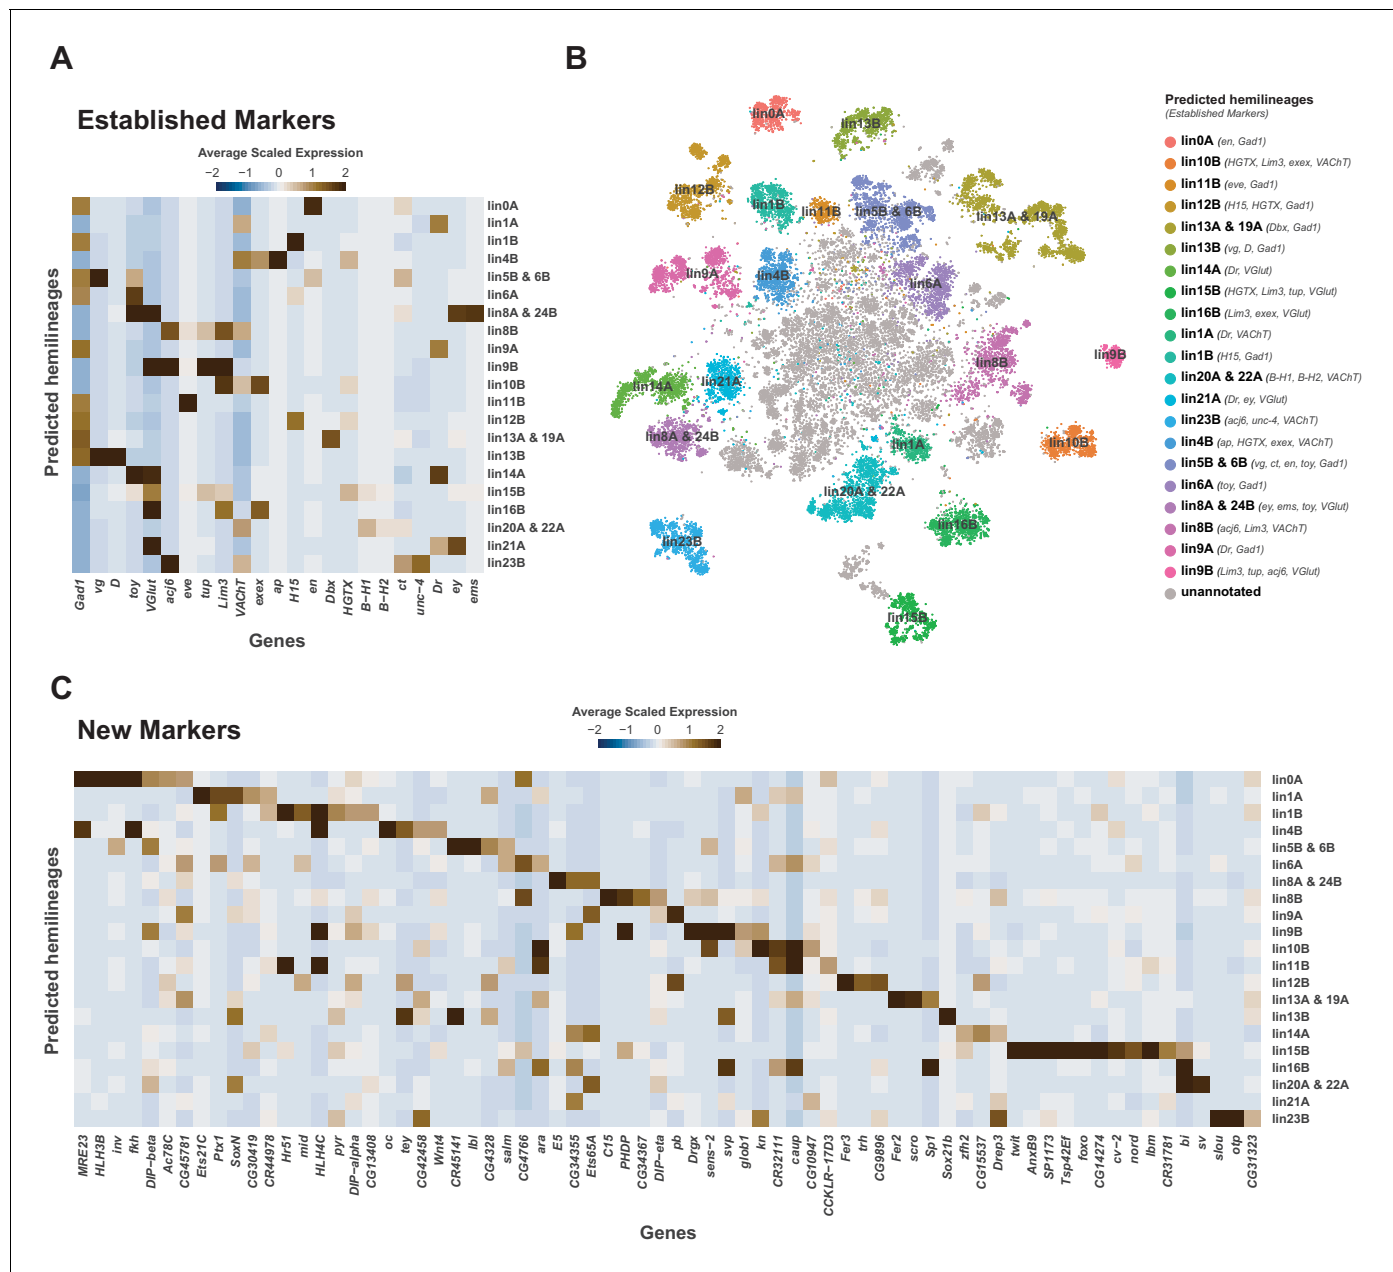 A
Established Markers
Average Scaled Expression
−2 −1 0 1 2
Predicted hemilineages
lin0A
lin1A
lin1B
lin4B
lin5B & 6B
lin6A
lin8A & 24B
lin8B
lin9A
lin9B
lin10B
lin11B
lin12B
lin13A & 19A
lin13B
lin14A
lin15B
lin16B
lin20A & 22A
lin21A
lin23B
Gad1 vg D toy VGlut acj6 eve tup Lim3 VAChT exex ap H15 en Dbx HGTX B−H1 B−H2 ct unc−4 Dr ey ems
Genes
B
lin0A
lin13B
lin12B
lin1B
lin11B
lin5B & 6B
lin13A & 19A
lin9A
lin4B
lin6A
lin9B
lin8B
lin14A
lin21A
lin8A & 24B
lin1A
lin10B
lin20A & 22A
lin16B
lin23B
lin15B
Predicted hemilineages
(Established Markers)
lin0A (en, Gad1)
lin10B (HGTX, Lim3, exex, VAChT)
lin11B (eve, Gad1)
lin12B (H15, HGTX, Gad1)
lin13A & 19A (Dbx, Gad1)
lin13B (vg, D, Gad1)
lin14A (Dr, VGlut)
lin15B (HGTX, Lim3, tup, VGlut)
lin16B (Lim3, exex, VGlut)
lin1A (Dr, VAChT)
lin1B (H15, Gad1)
lin20A & 22A (B-H1, B-H2, VAChT)
lin21A (Dr, ey, VGlut)
lin23B (acj6, unc-4, VAChT)
lin4B (ap, HGTX, exex, VAChT)
lin5B & 6B (vg, ct, en, toy, Gad1)
lin6A (toy, Gad1)
lin8A & 24B (ey, ems, toy, VGlut)
lin8B (acj6, Lim3, VAChT)
lin9A (Dr, Gad1)
lin9B (Lim3, tup, acj6, VGlut)
unannotated
C
New Markers
Average Scaled Expression
−2 −1 0 1 2
Predicted hemilineages
lin0A
lin1A
lin1B
lin4B
lin5B & 6B
lin6A
lin8A & 24B
lin8B
lin9A
lin9B
lin10B
lin11B
lin12B
lin13A & 19A
lin13B
lin14A
lin15B
lin16B
lin20A & 22A
lin21A
lin23B
MRE23 HLH3B inv fkh DIP−beta Ac78C CG45781 Ets21C Ptx1 SoxN CG30419 CR44978 Hr51 mid HLH4C pyr DIP−alpha CG13408 oc tey CG42458 Wnt4 CR45141 lbl CG4328 salm CG4766 ara E5 CG34355 Ets65A C15 PHDP CG34367 DIP−eta pb Drgx sens−2 svp glob1 kn CR32111 caup CG10947 CCKLR−17D3 Fer3 trh CG9896 Fer2 scro Sp1 Sox21b zfh2 CG15537 Drep3 twit AnxB9 SP1173 Tsp42Ef foxo CG14274 cv−2 nord lbm CR31781 bi sv slou otp CG31323
Genes